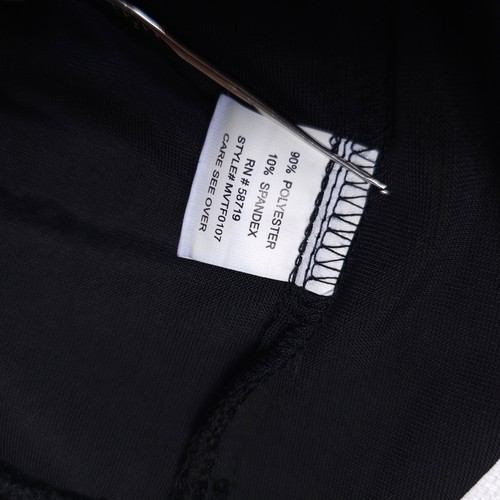 90% POLYESTER
10% SPANDEX
RN # 58719
STYLE# MVTF0107
CARE SEE OVER